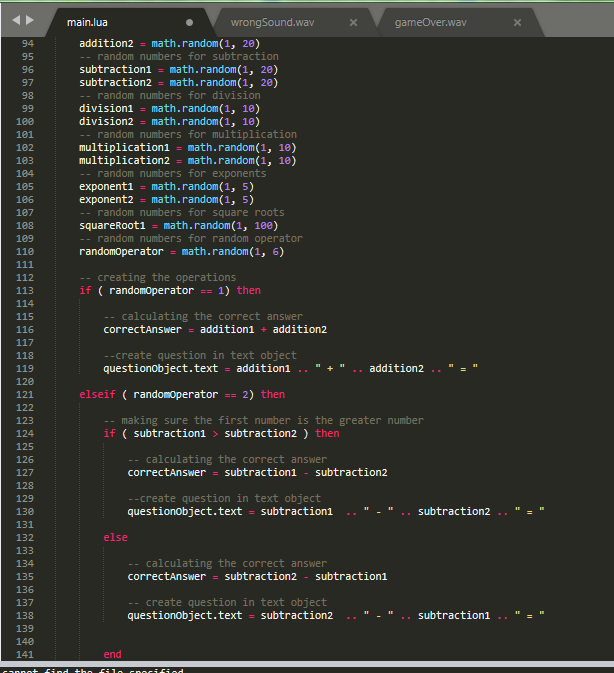 main.lua
wrongSound.wav
gameOver.wav
94 addition2 = math.random(1, 20)
95 -- random numbers for subtraction
96 subtraction1 = math.random(1, 20)
97 subtraction2 = math.random(1, 20)
98 -- random numbers for division
99 division1 = math.random(1, 10)
100 division2 = math.random(1, 10)
101 -- random numbers for multiplication
102 multiplication1 = math.random(1, 10)
103 multiplication2 = math.random(1, 10)
104 -- random numbers for exponents
105 exponent1 = math.random(1, 5)
106 exponent2 = math.random(1, 5)
107 -- random numbers for square roots
108 squareRoot1 = math.random(1, 100)
109 -- random numbers for random operator
110 randomOperator = math.random(1, 6)
111
112 -- creating the operations
113 if ( randomOperator == 1) then
114
115 -- calculating the correct answer
116 correctAnswer = addition1 + addition2
117
118 --create question in text object
119 questionObject.text = addition1 .. " + " .. addition2 .. " = "
120
121 elseif ( randomOperator == 2) then
122
123 -- making sure the first number is the greater number
124 if ( subtraction1 > subtraction2 ) then
125
126 -- calculating the correct answer
127 correctAnswer = subtraction1 - subtraction2
128
129 --create question in text object
130 questionObject.text = subtraction1  .. " - " .. subtraction2 .. " = "
131
132 else
133
134 -- calculating the correct answer
135 correctAnswer = subtraction2 - subtraction1
136
137 -- create question in text object
138 questionObject.text = subtraction2  .. " - " .. subtraction1 .. " = "
139
140
141 end
cannot find the file specified